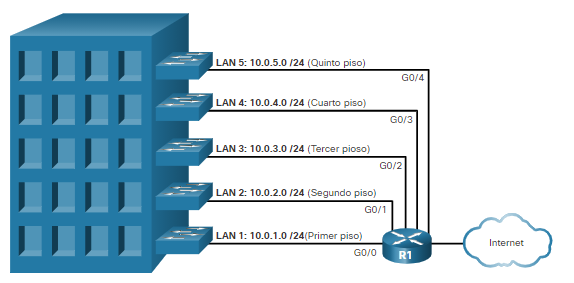 LAN 5: 10.0.5.0 /24 (Quinto piso)
G0/4
LAN 4: 10.0.4.0 /24 (Cuarto piso)
G0/3
LAN 3: 10.0.3.0 /24 (Tercer pioso)
G0/2
LAN 2: 10.0.2.0 /24 (Segundo piso)
G0/1
LAN 1: 10.0.1.0 /24(Primer piso)
G0/0
R1
Internet